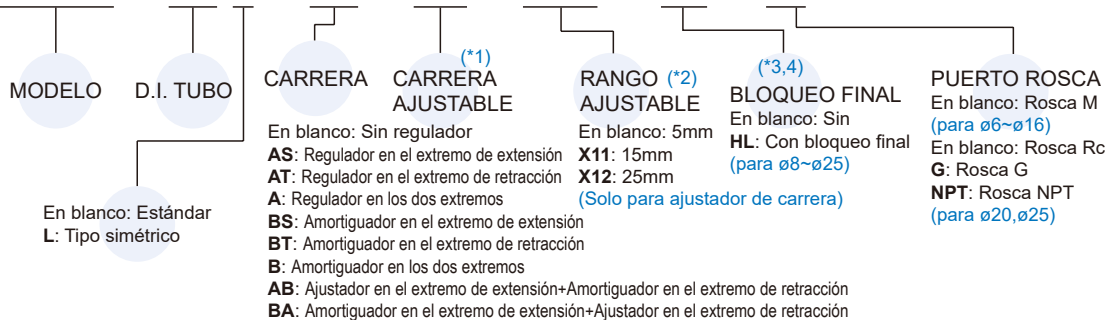 MODELO
D.I. TUBO
En blanco: Estándar
L: Tipo simétrico
CARRERA
(*1)
CARRERA
AJUSTABLE
En blanco: Sin regulador
AS: Regulador en el extremo de extensión
AT: Regulador en el extremo de retracción
A: Regulador en los dos extremos
BS: Amortiguador en el extremo de extensión
BT: Amortiguador en el extremo de retracción
B: Amortiguador en los dos extremos
AB: Ajustador en el extremo de extensión+Amortiguador en el extremo de retracción
BA: Amortiguador en el extremo de extensión+Ajustador en el extremo de retracción
RANGO (*2)
AJUSTABLE
En blanco: 5mm
X11: 15mm
X12: 25mm
(Solo para ajustador de carrera)
(*3,4)
BLOQUEO FINAL
En blanco: Sin
HL: Con bloqueo final
(para ø8~ø25)
PUERTO ROSCA
En blanco: Rosca M
(para ø6~ø16)
En blanco: Rosca Rc
G: Rosca G
NPT: Rosca NPT
(para ø20,ø25)